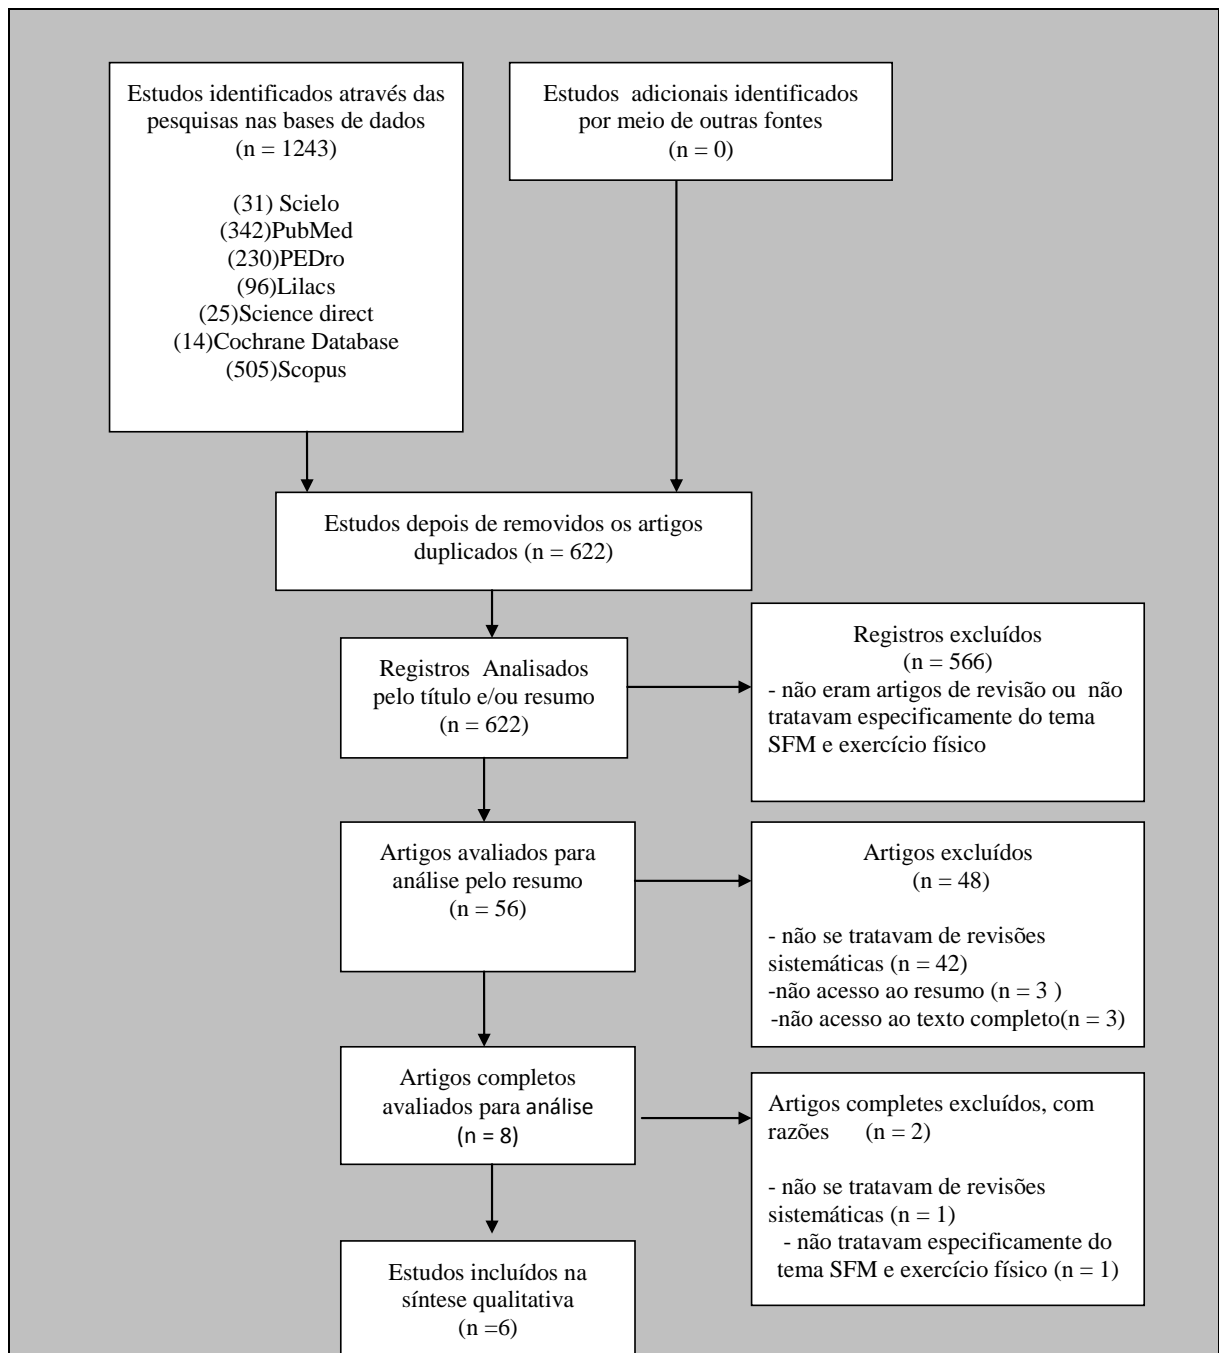 Estudos identificados através das
pesquisas nas bases de dados
(n = 1243)
(31) Scielo
(342)PubMed
(230)PEDro
(96)Lilacs
(25)Science direct
(14)Cochrane Database
(505)Scopus
Estudos adicionais identificados
por meio de outras fontes
(n = 0)
Estudos depois de removidos os artigos
duplicados (n = 622)
Registros Analisados
pelo título e/ou resumo
(n = 622)
Registros excluídos
(n = 566)
- não eram artigos de revisão ou não
tratavam especificamente do tema
SFM e exercício físico
Artigos avaliados para
análise pelo resumo
(n = 56)
Artigos excluídos
(n = 48)
- não se tratavam de revisões
sistemáticas (n = 42)
-não acesso ao resumo (n = 3 )
-não acesso ao texto completo(n = 3)
Artigos completos
avaliados para análise
(n = 8)
Artigos completes excluídos, com
razões (n = 2)
- não se tratavam de revisões
sistemáticas (n = 1)
- não tratavam especificamente do
tema SFM e exercício físico (n = 1)
Estudos incluídos na
síntese qualitativa
(n =6)